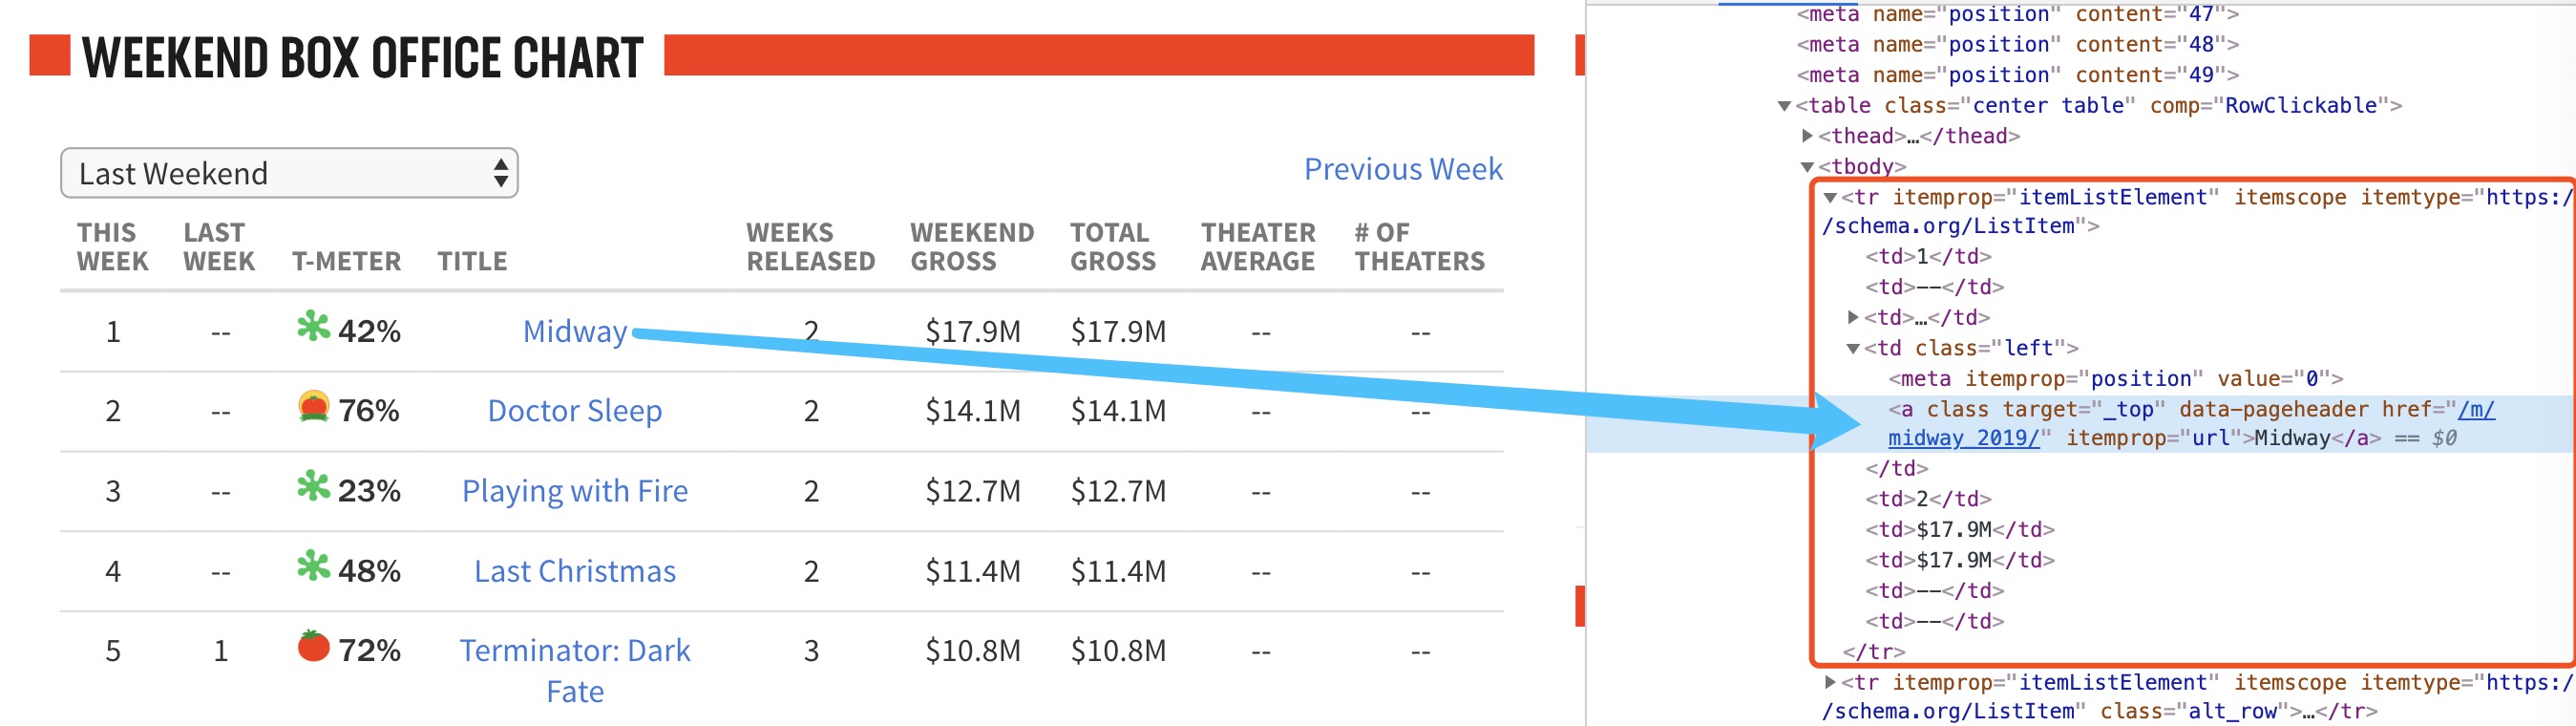 WEEKEND BOX OFFICE CHART
Last Weekend
Previous Week
THIS WEEK LAST WEEK T-METER TITLE WEEKS RELEASED WEEKEND GROSS TOTAL GROSS THEATER AVERAGE # OF THEATERS
1 -- 42% Midway 2 $17.9M $17.9M -- --
2 -- 76% Doctor Sleep 2 $14.1M $14.1M -- --
3 -- 23% Playing with Fire 2 $12.7M $12.7M -- --
4 -- 48% Last Christmas 2 $11.4M $11.4M -- --
5 1 72% Terminator: Dark Fate 3 $10.8M $10.8M -- --
<meta name="position" content="47">
<meta name="position" content="48">
<meta name="position" content="49">
<table class="center table" comp="RowClickable">
<thead>…</thead>
<tbody>
<tr itemprop="itemListElement" itemscope itemtype="https:/
/schema.org/ListItem">
<td>1</td>
<td>--</td>
<td>…</td>
<td class="left">
<meta itemprop="position" value="0">
<a class target="_top" data-pageheader href="/m/
midway_2019/" itemprop="url">Midway</a> == $0
</td>
<td>2</td>
<td>$17.9M</td>
<td>$17.9M</td>
<td>--</td>
<td>--</td>
</tr>
<tr itemprop="itemListElement" itemscope itemtype="https:/
/schema.org/ListItem" class="alt_row">…</tr>